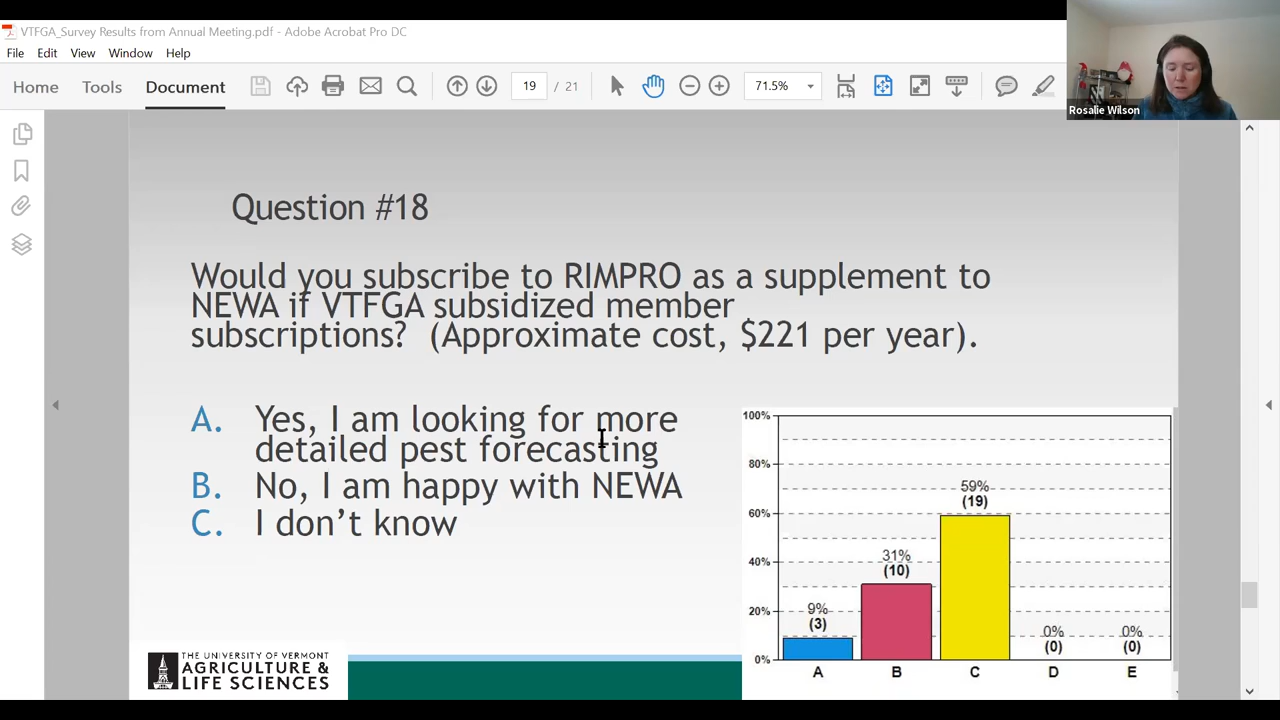 VTFGA_Survey Results from Annual Meeting.pdf - Adobe Acrobat Pro DC
File Edit View Window Help
Home Tools Document 19 / 21 71.5%
Rosalie Wilson
Question #18
Would you subscribe to RIMPRO as a supplement to
NEWA if VTFGA subsidized member
subscriptions? (Approximate cost, $221 per year).
A. Yes, I am looking for more
detailed pest forecasting
B. No, I am happy with NEWA
C. I don't know
100%
80%
60%
40%
20%
0%
9%
(3)
31%
(10)
59%
(19)
0%
(0)
0%
(0)
A B C D E
THE UNIVERSITY OF VERMONT
AGRICULTURE &
LIFE SCIENCES